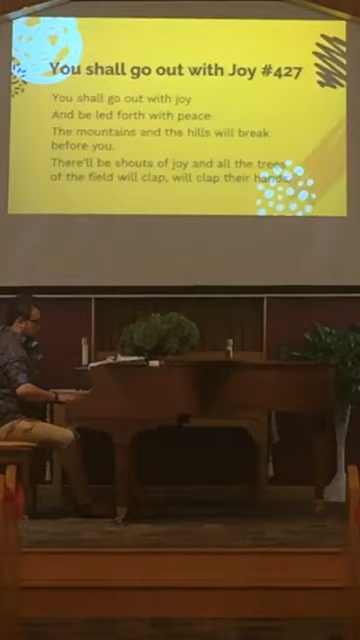 You shall go out with Joy #427
You shall go out with joy
And be led forth with peace
The mountains and the hills will break
before you.
There'll be shouts of joy and all the trees
of the field will clap, will clap their hands.